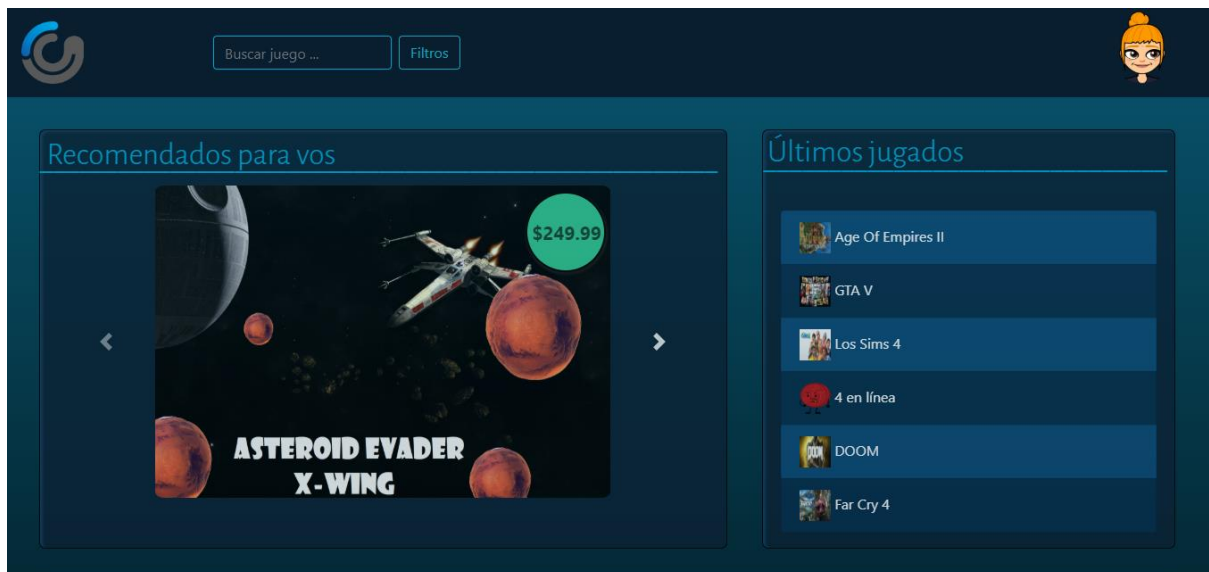 Buscar juego ...
Filtros
Recomendados para vos
$249.99
ASTEROID EVADER
X-WING
Últimos jugados
Age Of Empires II
GTA V
Los Sims 4
4 en línea
DOOM
Far Cry 4